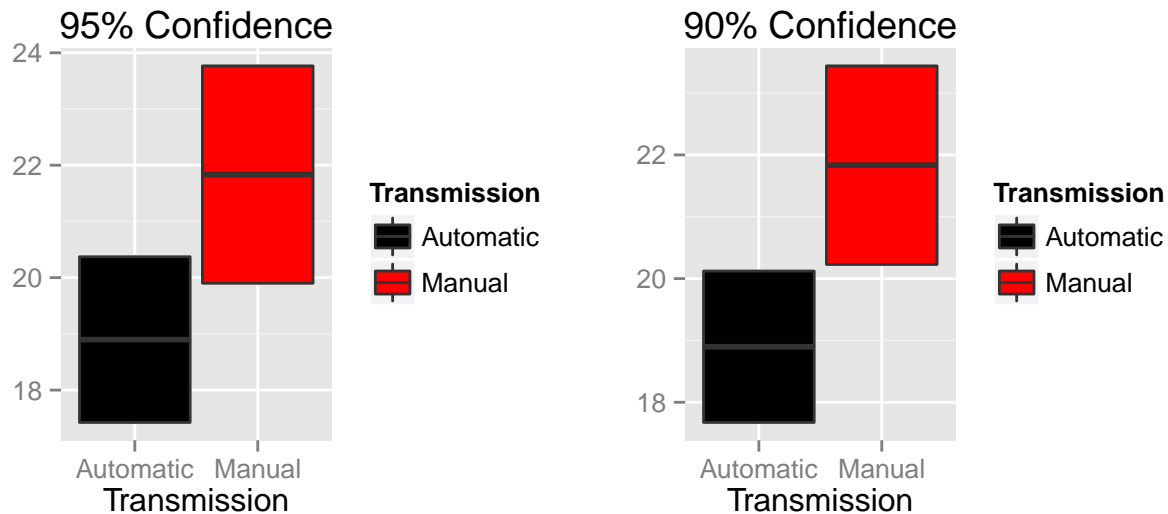 95% Confidence
24
22
20
18
Automatic Manual
Transmission
Transmission
Automatic
Manual
90% Confidence
22
20
18
Automatic Manual
Transmission
Transmission
Automatic
Manual